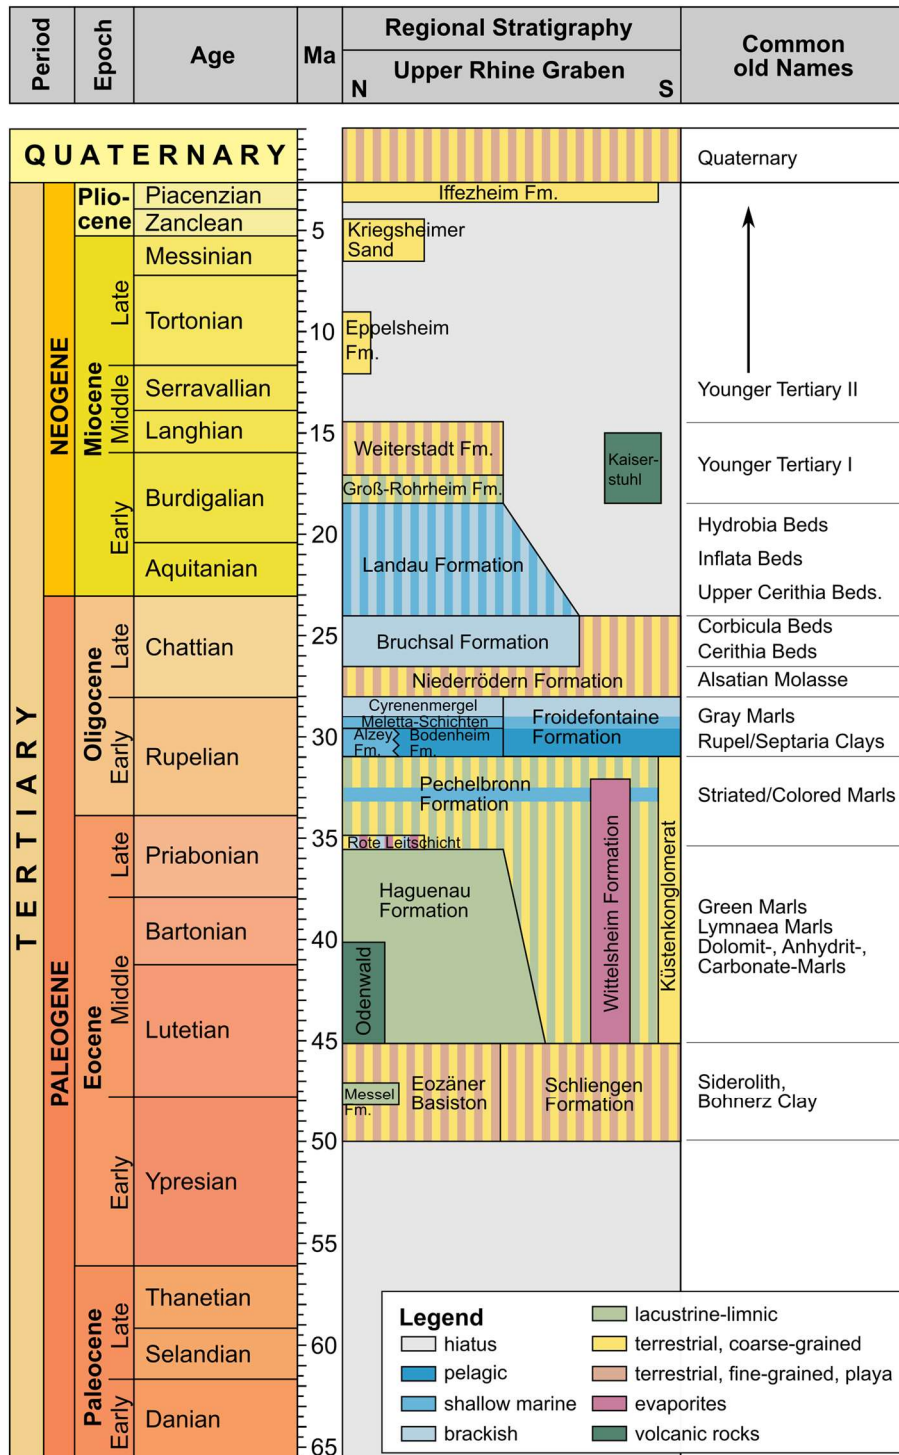 Period
Epoch
Age
Ma
Regional Stratigraphy
Upper Rhine Graben
N
S
Common
old Names
QUATERNARY
Quaternary
TERTIARY
NEOGENE
PALEOGENE
Plio-
cene
Piacenzian
Zanclean
Miocene
Late
Messinian
Tortonian
Middle
Serravallian
Langhian
Early
Burdigalian
Aquitanian
Oligocene
Late
Chattian
Early
Rupelian
Eocene
Late
Priabonian
Middle
Bartonian
Lutetian
Early
Ypresian
Paleocene
Late
Thanetian
Selandian
Early
Danian
5
10
15
20
25
30
35
40
45
50
55
60
65
Iffezheim Fm.
Kriegsheimer
Sand
Eppelsheim
Fm.
Weiterstadt Fm.
Kaiser-
stuhl
Groß-Rohrheim Fm.
Landau Formation
Bruchsal Formation
Niederrödern Formation
Cyrenenmergel
Meletta-Schichten
Alzey
Fm.
Bodenheim
Fm.
Froidefontaine
Formation
Pechelbronn
Formation
Rote Leitschicht
Haguenau
Formation
Odenwald
Wittelsheim Formation
Küstenkonglomerat
Messel
Fm.
Eozäner
Basiston
Schliengen
Formation
Younger Tertiary II
Younger Tertiary I
Hydrobia Beds
Inflata Beds
Upper Cerithia Beds.
Corbicula Beds
Cerithia Beds
Alsatian Molasse
Gray Marls
Rupel/Septaria Clays
Striated/Colored Marls
Green Marls
Lymnaea Marls
Dolomit-, Anhydrit-,
Carbonate-Marls
Siderolith,
Bohnerz Clay
Legend
hiatus
pelagic
shallow marine
brackish
lacustrine-limnic
terrestrial, coarse-grained
terrestrial, fine-grained, playa
evaporites
volcanic rocks